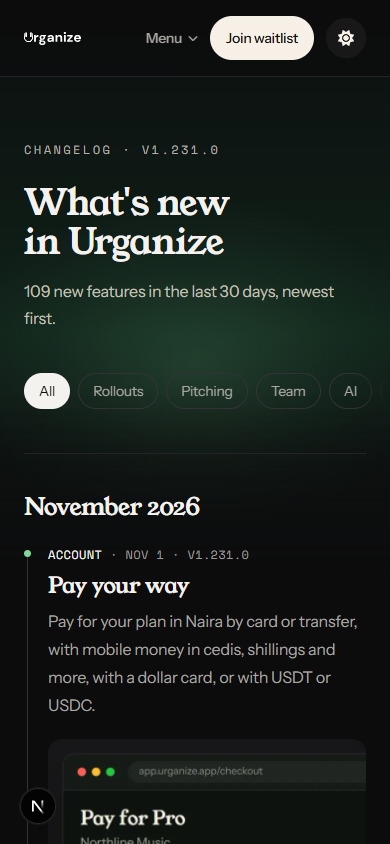 Urganize
Menu
Join waitlist
CHANGELOG · V1.231.0
What's new
in Urganize
109 new features in the last 30 days, newest
first.
All
Rollouts
Pitching
Team
AI
November 2026
ACCOUNT · NOV 1 · V1.231.0
Pay your way
Pay for your plan in Naira by card or transfer,
with mobile money in cedis, shillings and
more, with a dollar card, or with USDT or
USDC.
app.urganize.app/checkout
Pay for Pro
Northline Music
N